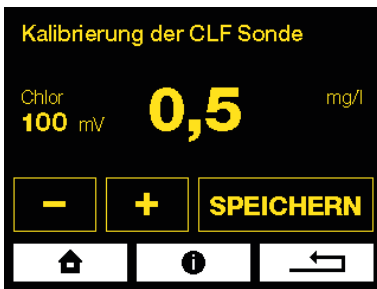 Kalibrierung der CLF Sonde
Chlor
100 mV 0,5 mg/l
- + SPEICHERN